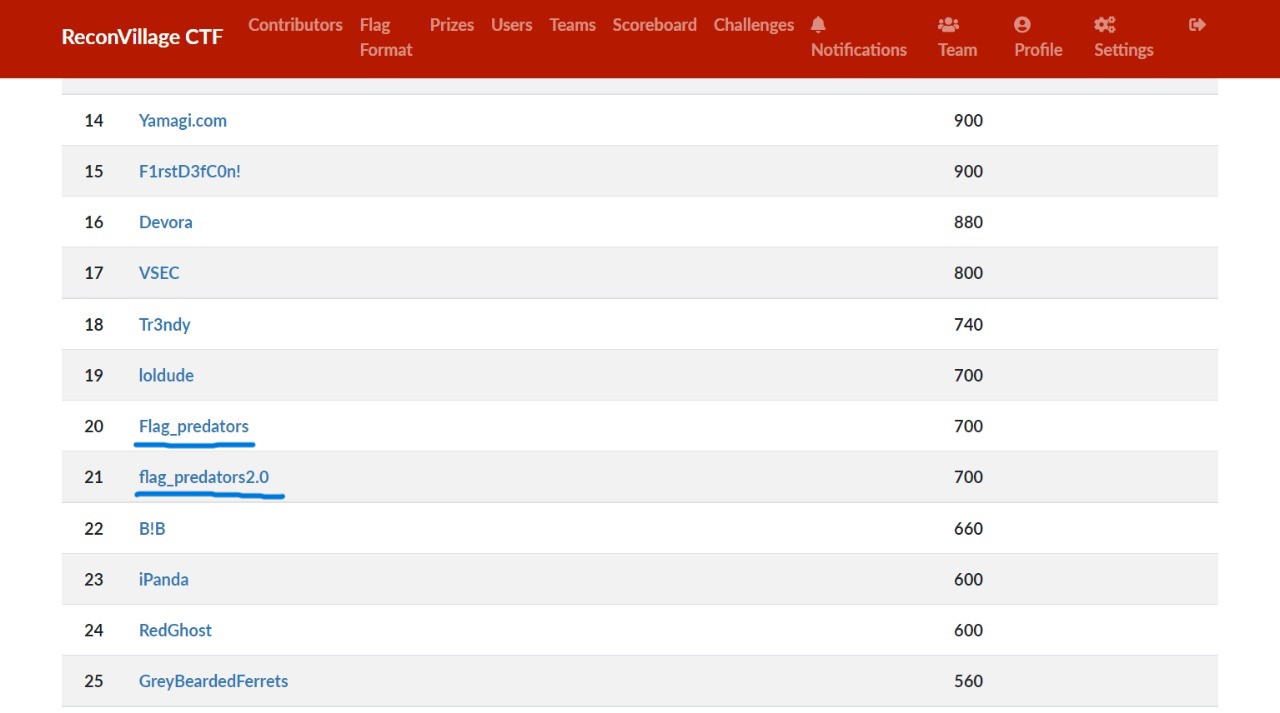 ReconVillage CTF Contributors Flag Format Prizes Users Teams Scoreboard Challenges Notifications Team Profile Settings
14 Yamagi.com 900
15 F1rstD3fC0n! 900
16 Devora 880
17 VSEC 800
18 Tr3ndy 740
19 loldude 700
20 Flag_predators 700
21 flag_predators2.0 700
22 B!B 660
23 iPanda 600
24 RedGhost 600
25 GreyBeardedFerrets 560